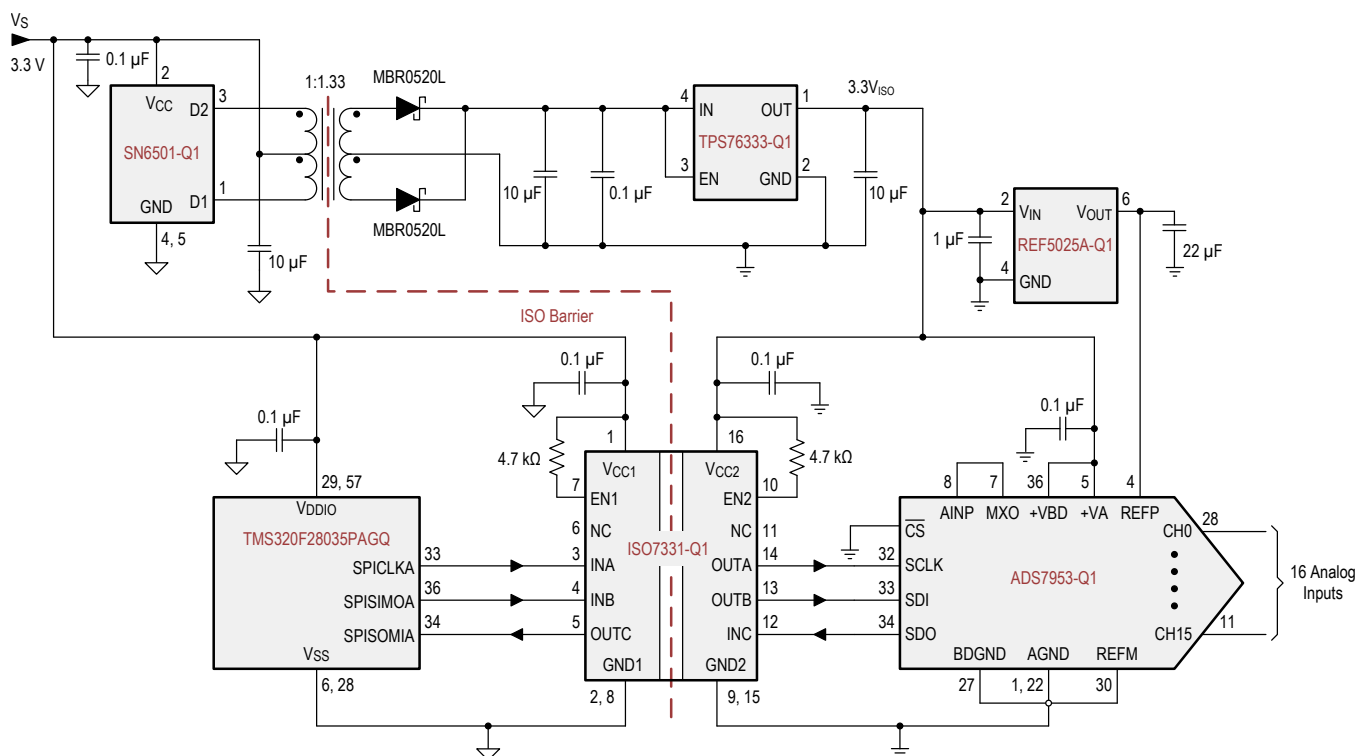 VS
3.3 V
0.1 µF
2
VCC
D2
3
SN6501-Q1
D1
1
GND
4, 5
10 µF
1:1.33
MBR0520L
MBR0520L
10 µF
0.1 µF
4
IN
OUT
1
TPS76333-Q1
3
EN
GND
2
3.3VISO
10 µF
2
VIN
VOUT
6
REF5025A-Q1
1 µF
4
GND
22 µF
ISO Barrier
0.1 µF
0.1 µF
0.1 µF
0.1 µF
4.7 kΩ
4.7 kΩ
29, 57
VDDIO
TMS320F28035PAGQ
SPICLKA
33
SPISIMOA
36
SPISOMIA
34
VSS
6, 28
1
VCC1
7
EN1
6
NC
3
INA
4
INB
5
OUTC
GND1
2, 8
ISO7331-Q1
16
VCC2
EN2
10
NC
11
OUTA
14
OUTB
13
INC
12
GND2
9, 15
8
7
36
5
4
AINP
MXO
+VBD
+VA
REFP
CS
32
SCLK
33
SDI
34
SDO
ADS7953-Q1
CH0
28
CH15
11
16 Analog
Inputs
BDGND
AGND
REFM
27
1, 22
30